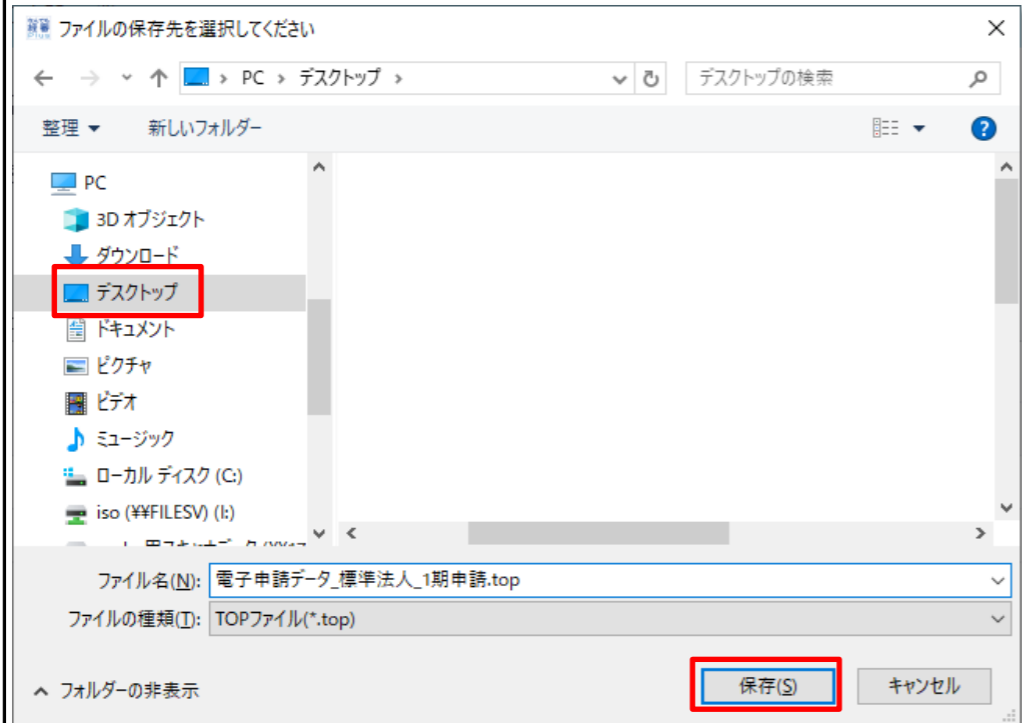 ファイルの保存先を選択してください
PC › デスクトップ ›
デスクトップの検索
整理
新しいフォルダー
PC
3D オブジェクト
ダウンロード
デスクトップ
ドキュメント
ピクチャ
ビデオ
ミュージック
ローカル ディスク (C:)
iso (¥¥FILESV) (I:)
ファイル名(N): 電子申請データ_標準法人_1期申請.top
ファイルの種類(T): TOPファイル(*.top)
フォルダーの非表示
保存(S)
キャンセル